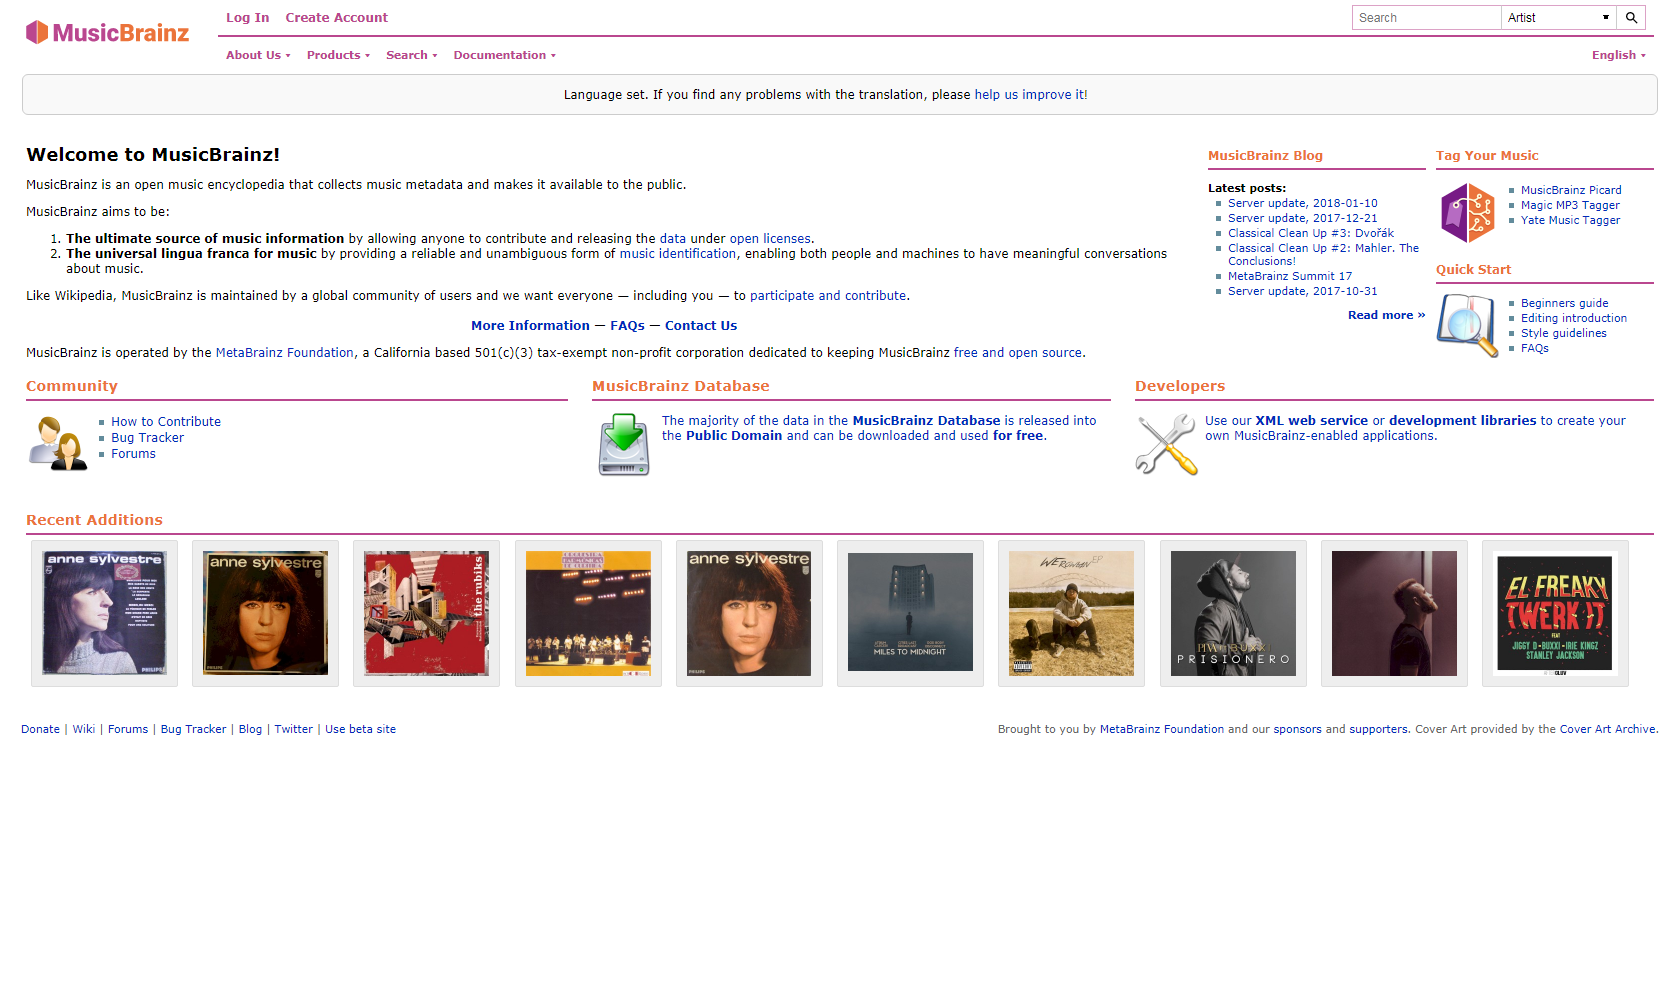 MusicBrainz
Log In Create Account
Search Artist
About Us Products Search Documentation
English
Language set. If you find any problems with the translation, please help us improve it!
Welcome to MusicBrainz!
MusicBrainz is an open music encyclopedia that collects music metadata and makes it available to the public.
MusicBrainz aims to be:
1. The ultimate source of music information by allowing anyone to contribute and releasing the data under open licenses.
2. The universal lingua franca for music by providing a reliable and unambiguous form of music identification, enabling both people and machines to have meaningful conversations
about music.
Like Wikipedia, MusicBrainz is maintained by a global community of users and we want everyone — including you — to participate and contribute.
More Information — FAQs — Contact Us
MusicBrainz is operated by the MetaBrainz Foundation, a California based 501(c)(3) tax-exempt non-profit corporation dedicated to keeping MusicBrainz free and open source.
MusicBrainz Blog
Latest posts:
Server update, 2018-01-10
Server update, 2017-12-21
Classical Clean Up #3: Dvořák
Classical Clean Up #2: Mahler. The
Conclusions!
MetaBrainz Summit 17
Server update, 2017-10-31
Read more »
Tag Your Music
MusicBrainz Picard
Magic MP3 Tagger
Yate Music Tagger
Quick Start
Beginners guide
Editing introduction
Style guidelines
FAQs
Community
How to Contribute
Bug Tracker
Forums
MusicBrainz Database
The majority of the data in the MusicBrainz Database is released into
the Public Domain and can be downloaded and used for free.
Developers
Use our XML web service or development libraries to create your
own MusicBrainz-enabled applications.
Recent Additions
anne sylvestre
PHILIPS
anne sylvestre
the rubiks
anne sylvestre
MILES TO MIDNIGHT
PRISIONERO
EL FREAKY
TWERK IT
FEAT
JIGGY D - BUXXI - IRIE KINGZ
STANLEY JACKSON
Donate | Wiki | Forums | Bug Tracker | Blog | Twitter | Use beta site
Brought to you by MetaBrainz Foundation and our sponsors and supporters. Cover Art provided by the Cover Art Archive.